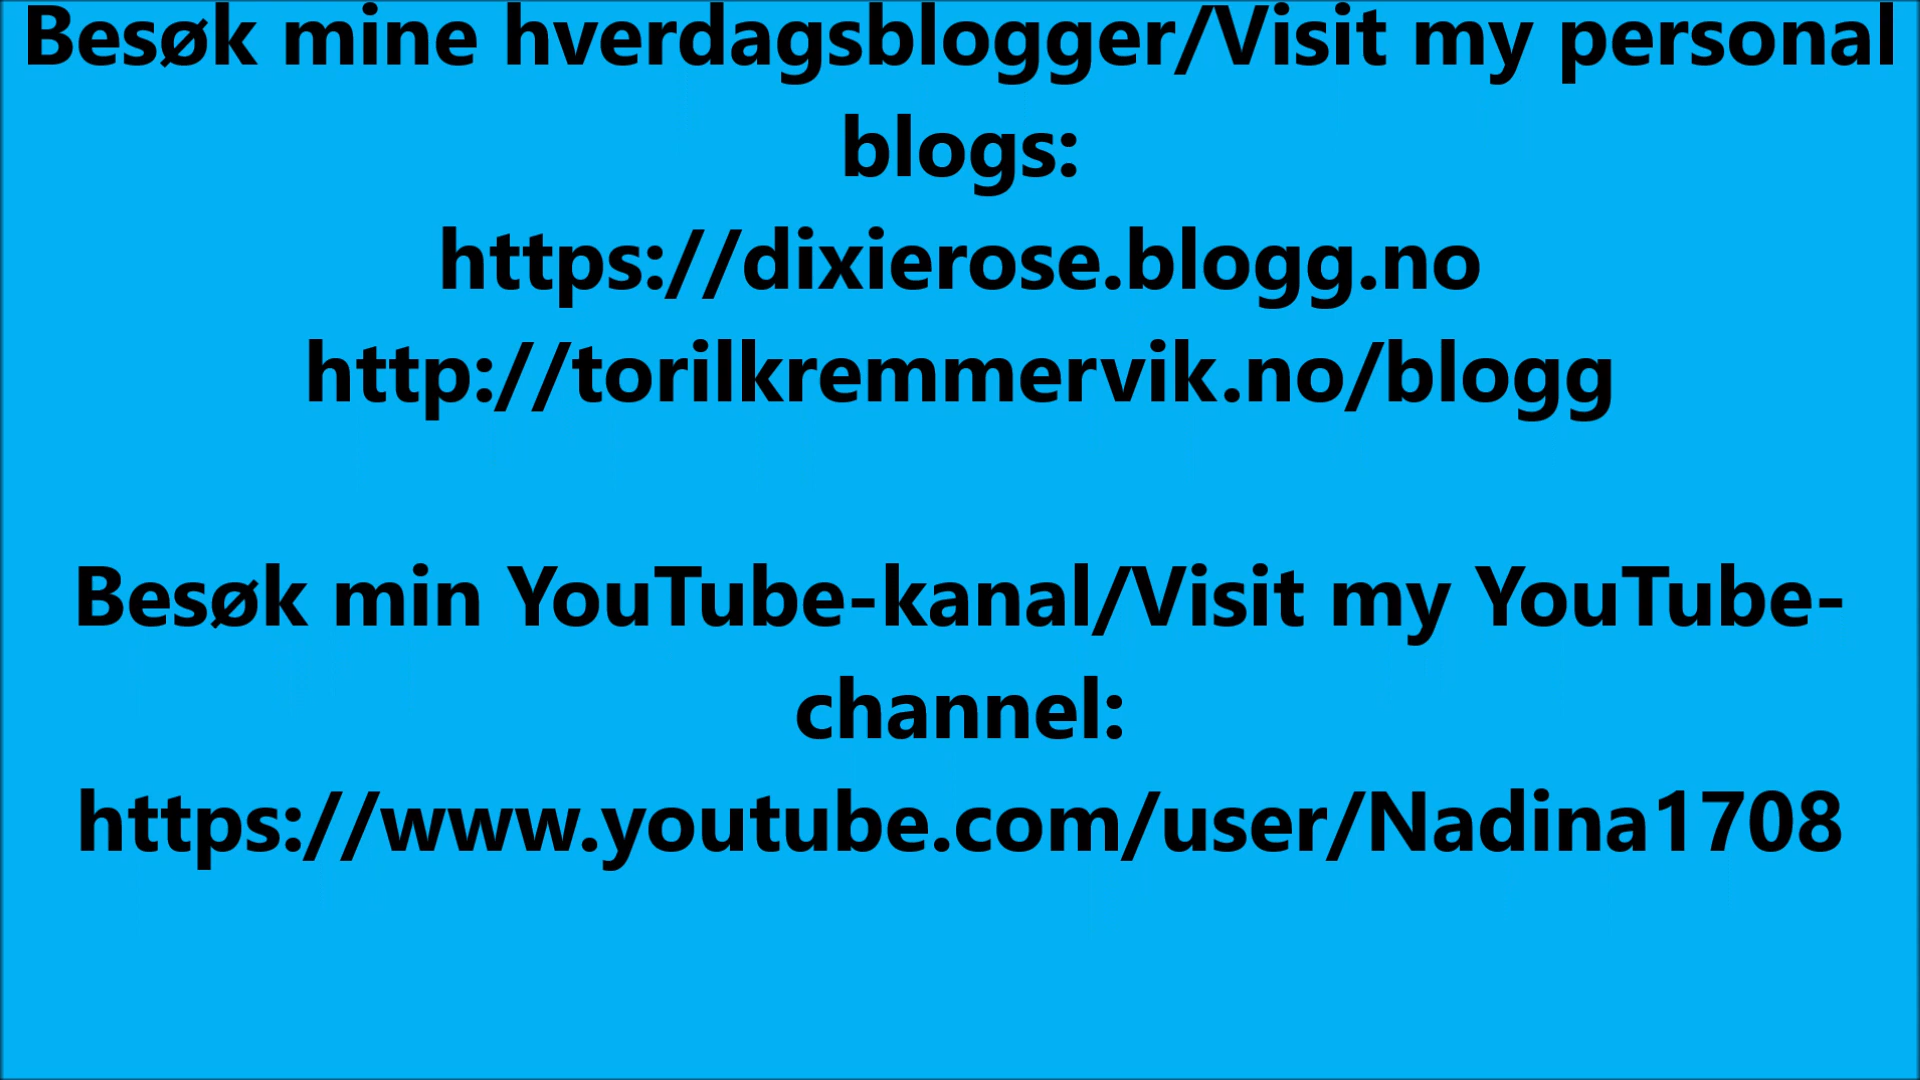 Besøk mine hverdagsblogger/Visit my personal
blogs:
https://dixierose.blogg.no
http://torilkremmervik.no/blogg
Besøk min YouTube-kanal/Visit my YouTube-
channel:
https://www.youtube.com/user/Nadina1708